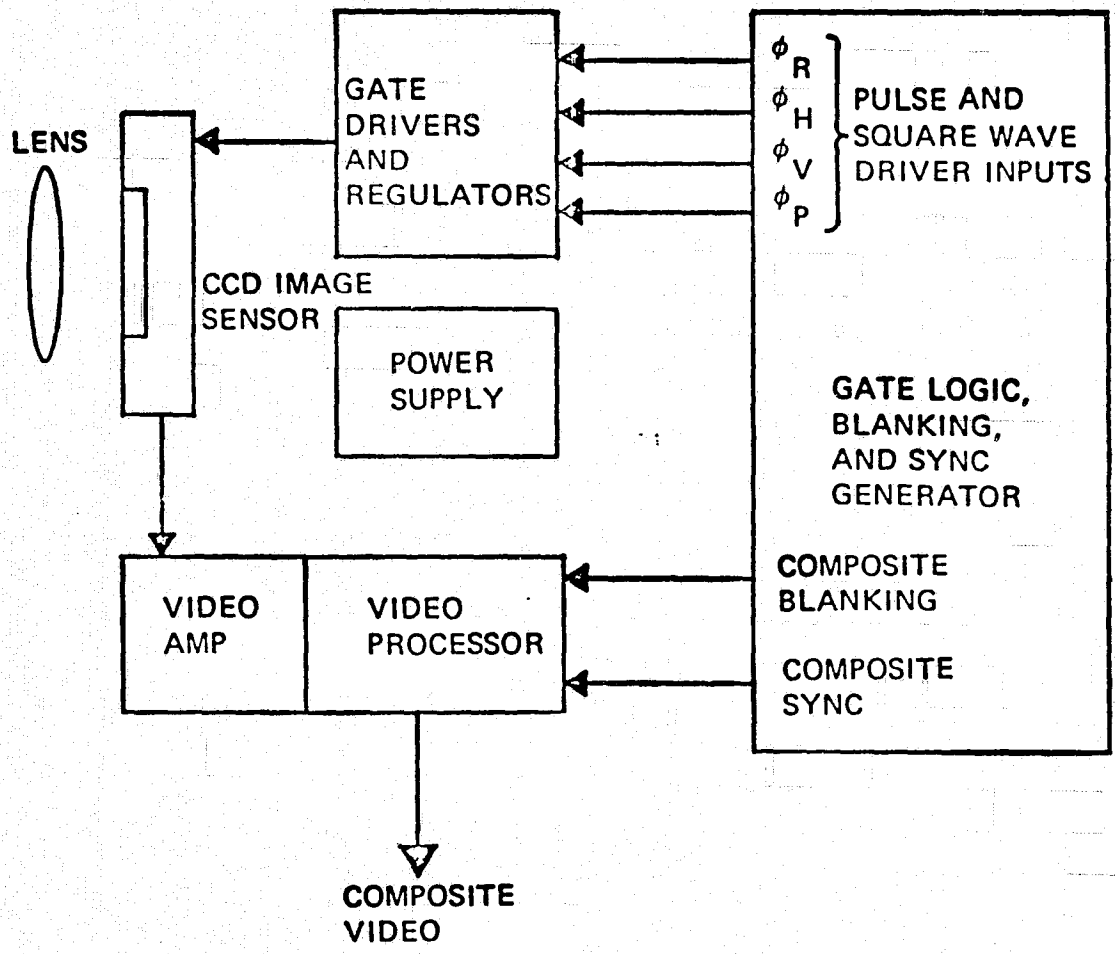 LENS
CCD IMAGE
SENSOR
GATE
DRIVERS
AND
REGULATORS
ϕR
ϕH
ϕV
ϕP
PULSE AND
SQUARE WAVE
DRIVER INPUTS
POWER
SUPPLY
GATE LOGIC,
BLANKING,
AND SYNC
GENERATOR
VIDEO
AMP
VIDEO
PROCESSOR
COMPOSITE
BLANKING
COMPOSITE
SYNC
COMPOSITE
VIDEO